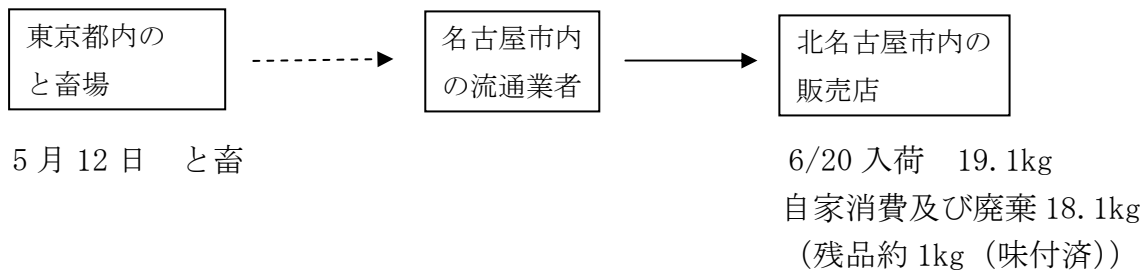 東京都内の
と畜場
名古屋市内
の流通業者
北名古屋市内の
販売店
5月12日　と畜
6/20 入荷　19.1kg
自家消費及び廃棄 18.1kg
（残品約 1kg（味付済））